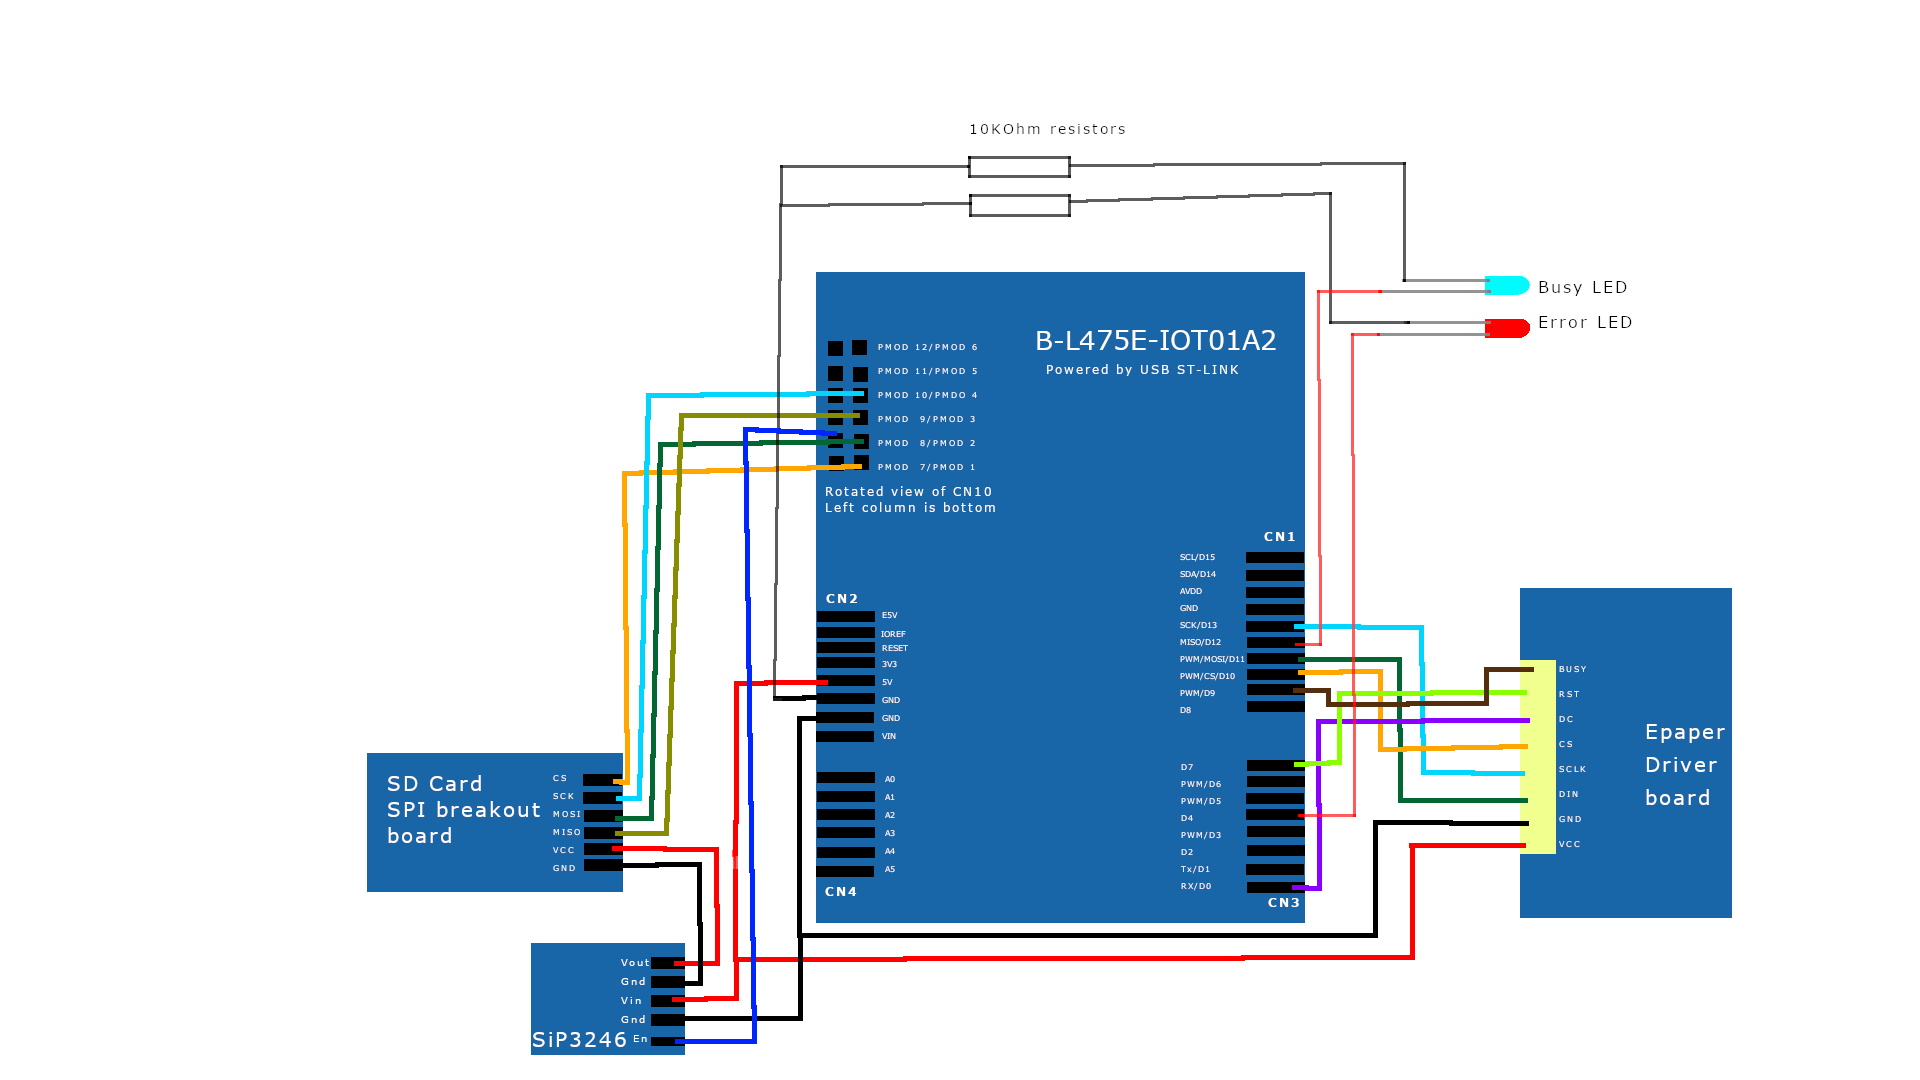 10KOhm resistors
Busy LED
Error LED
B-L475E-IOT01A2
Powered by USB ST-LINK
PMOD 12/PMOD 6
PMOD 11/PMOD 5
PMOD 10/PMDO 4
PMOD 9/PMOD 3
PMOD 8/PMOD 2
PMOD 7/PMOD 1
Rotated view of CN10
Left column is bottom
CN2
E5V
IOREF
RESET
3V3
5V
GND
GND
VIN
A0
A1
A2
A3
A4
A5
CN4
CN1
SCL/D15
SDA/D14
AVDD
GND
SCK/D13
MISO/D12
PWM/MOSI/D11
PWM/CS/D10
PWM/D9
D8
D7
PWM/D6
PWM/D5
D4
PWM/D3
D2
Tx/D1
RX/D0
CN3
BUSY
RST
DC
CS
SCLK
DIN
GND
VCC
Epaper
Driver
board
SD Card
SPI breakout
board
CS
SCK
MOSI
MISO
VCC
GND
Vout
Gnd
Vin
Gnd
En
SiP3246